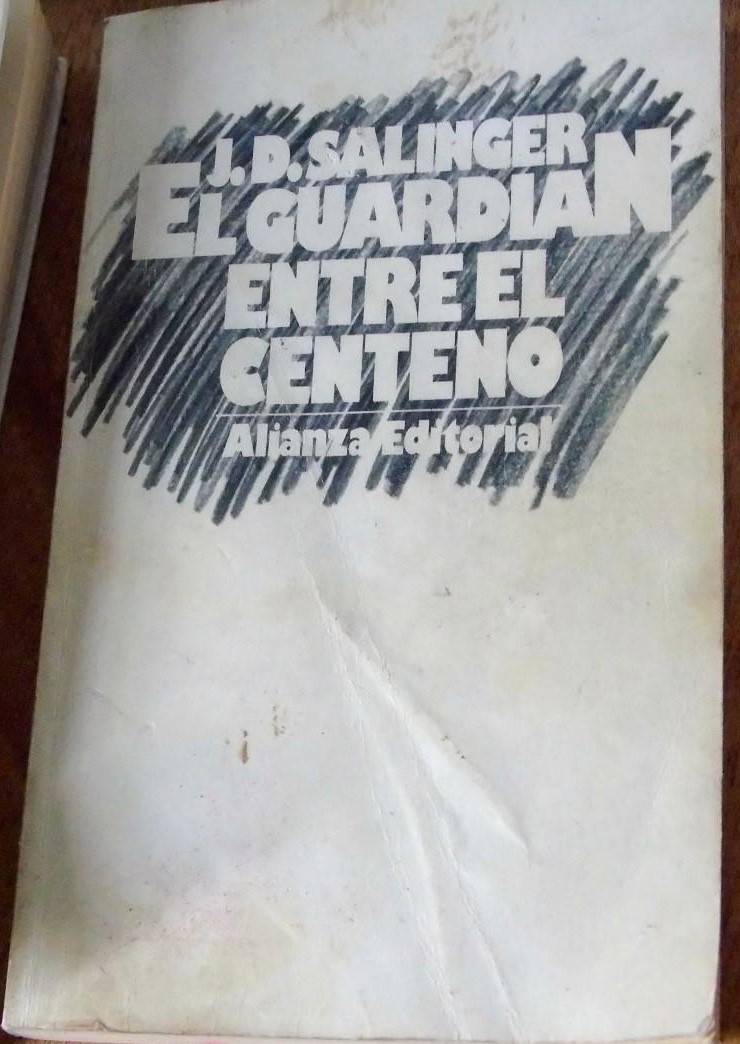 J.D. SALINGER
EL GUARDIAN
ENTRE EL
CENTENO
Alianza Editorial